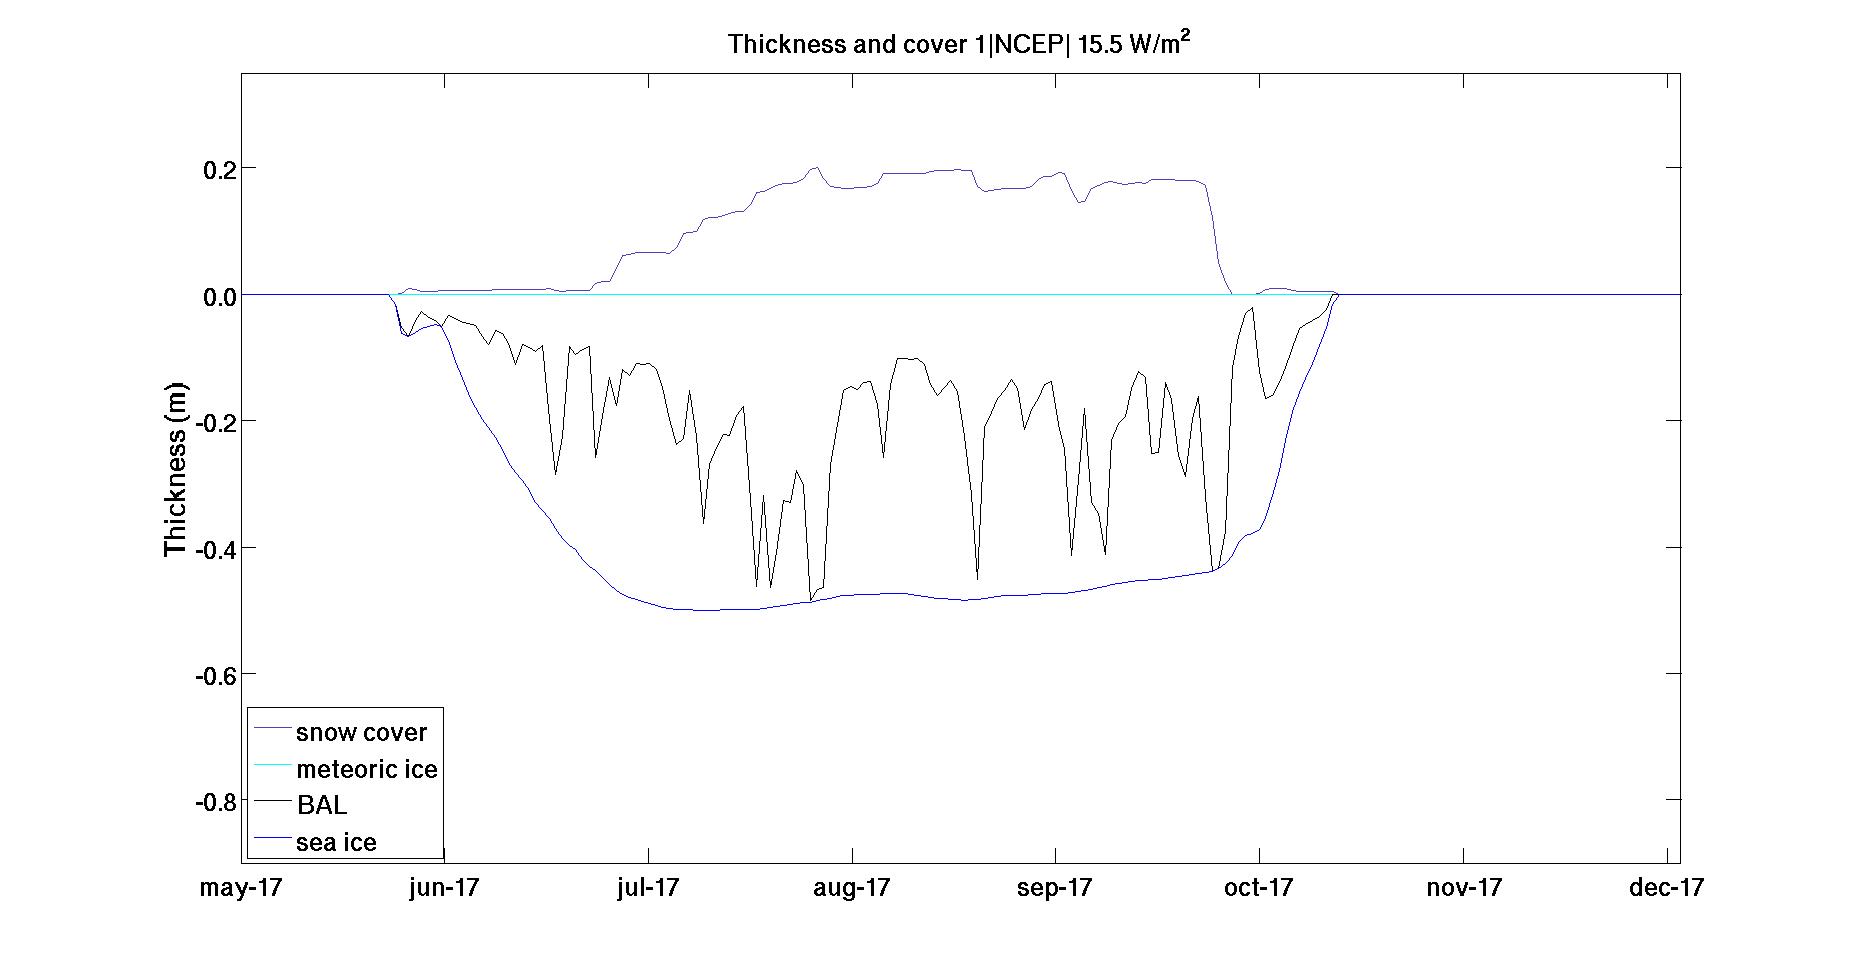 Thickness and cover 1|NCEP| 15.5 W/m²
Thickness (m)
0.2
0.0
-0.2
-0.4
-0.6
-0.8
snow cover
meteoric ice
BAL
sea ice
may-17 jun-17 jul-17 aug-17 sep-17 oct-17 nov-17 dec-17